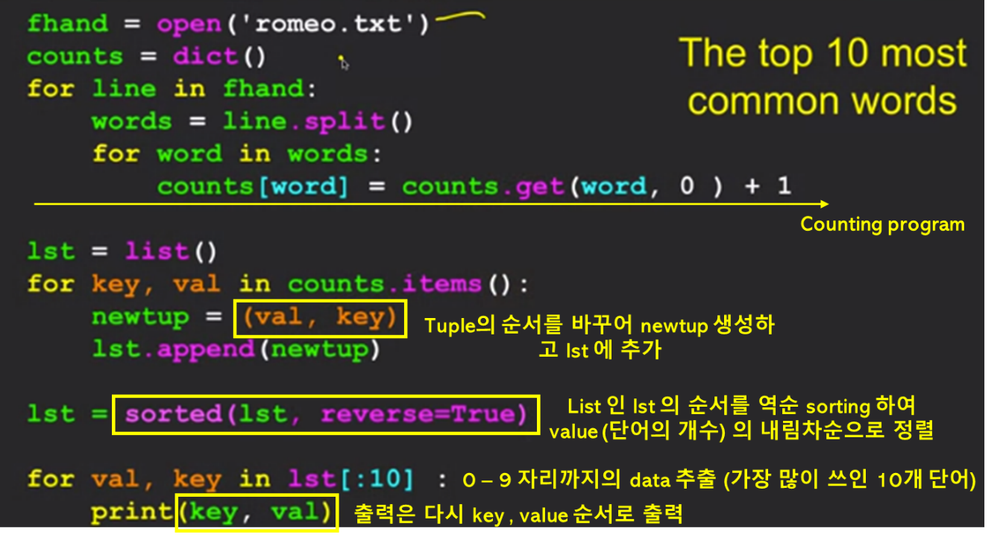 fhand = open('romeo.txt')
The top 10 most
counts = dict()
common words
for line in fhand:
    words = line.split()
    for word in words:
        counts[word] = counts.get(word, 0 ) + 1
Counting program
lst = list()
for key, val in counts.items():
    newtup = (val, key)
Tuple의 순서를 바꾸어 newtup 생성하
고 lst 에 추가
    lst.append(newtup)
lst = sorted(lst, reverse=True)
List 인 lst 의 순서를 역순 sorting 하여
value (단어의 개수) 의 내림차순으로 정렬
for val, key in lst[:10] :
0 – 9 자리까지의 data 추출 (가장 많이 쓰인 10개 단어)
    print(key, val)
출력은 다시 key , value 순서로 출력